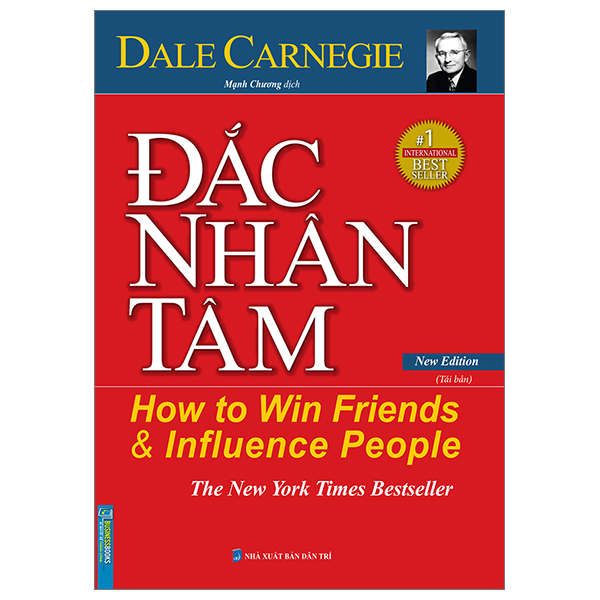 DALE CARNEGIE
Mạnh Chương dịch
#1
INTERNATIONAL
BEST
SELLER
ĐẮC
NHÂN
TÂM
New Edition
(Tái bản)
How to Win Friends
& Influence People
The New York Times Bestseller
BUSINESSBOOKS
NHÀ XUẤT BẢN DÂN TRÍ